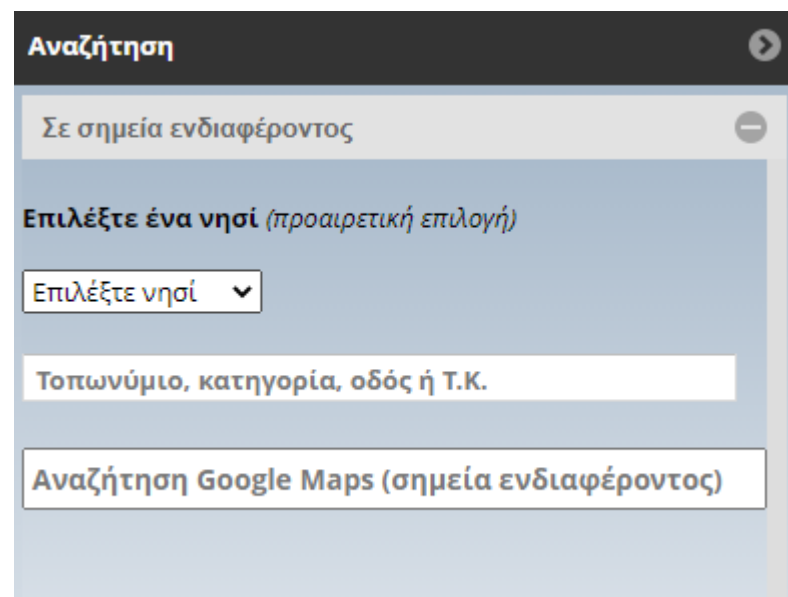 Αναζήτηση
Σε σημεία ενδιαφέροντος
Επιλέξτε ένα νησί (προαιρετική επιλογή)
Επιλέξτε νησί
Τοπωνύμιο, κατηγορία, οδός ή Τ.Κ.
Αναζήτηση Google Maps (σημεία ενδιαφέροντος)